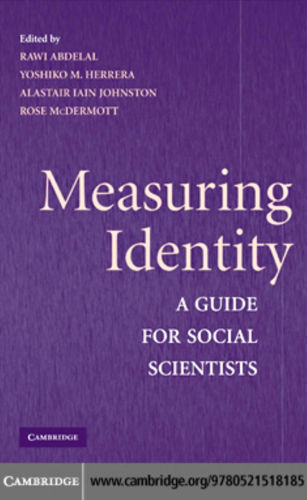 Edited by
RAWI ABDELAL
YOSHIKO M. HERRERA
ALASTAIR IAIN JOHNSTON
ROSE McDERMOTT
Measuring
Identity
A GUIDE
FOR SOCIAL
SCIENTISTS
CAMBRIDGE
CAMBRIDGE www.cambridge.org/9780521518185